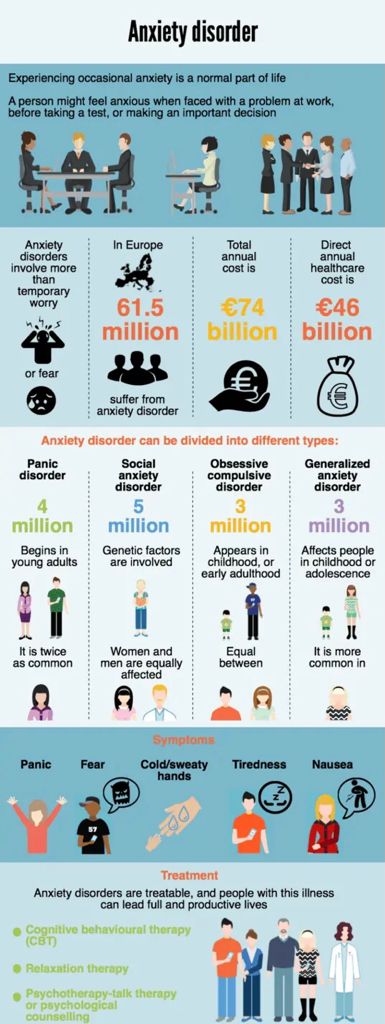 Anxiety disorder
Experiencing occasional anxiety is a normal part of life
A person might feel anxious when faced with a problem at work,
before taking a test, or making an important decision
Anxiety
disorders
involve more
than
temporary
worry
or fear
In Europe
61.5
million
suffer from
anxiety disorder
Total
annual
cost is
€74
billion
Direct
annual
healthcare
cost is
€46
billion
Anxiety disorder can be divided into different types:
Panic
disorder
4
million
Begins in
young adults
It is twice
as common
Social
anxiety
disorder
5
million
Genetic factors
are involved
Women and
men are equally
affected
Obsessive
compulsive
disorder
3
million
Appears in
childhood, or
early adulthood
Equal
between
Generalized
anxiety
disorder
3
million
Affects people
in childhood or
adolescence
It is more
common in
Symptoms
Panic
Fear
57
Cold/sweaty
hands
Tiredness
Nausea
Treatment
Anxiety disorders are treatable, and people with this illness
can lead full and productive lives
Cognitive behavioural therapy
(CBT)
Relaxation therapy
Psychotherapy-talk therapy
or psychological
counselling